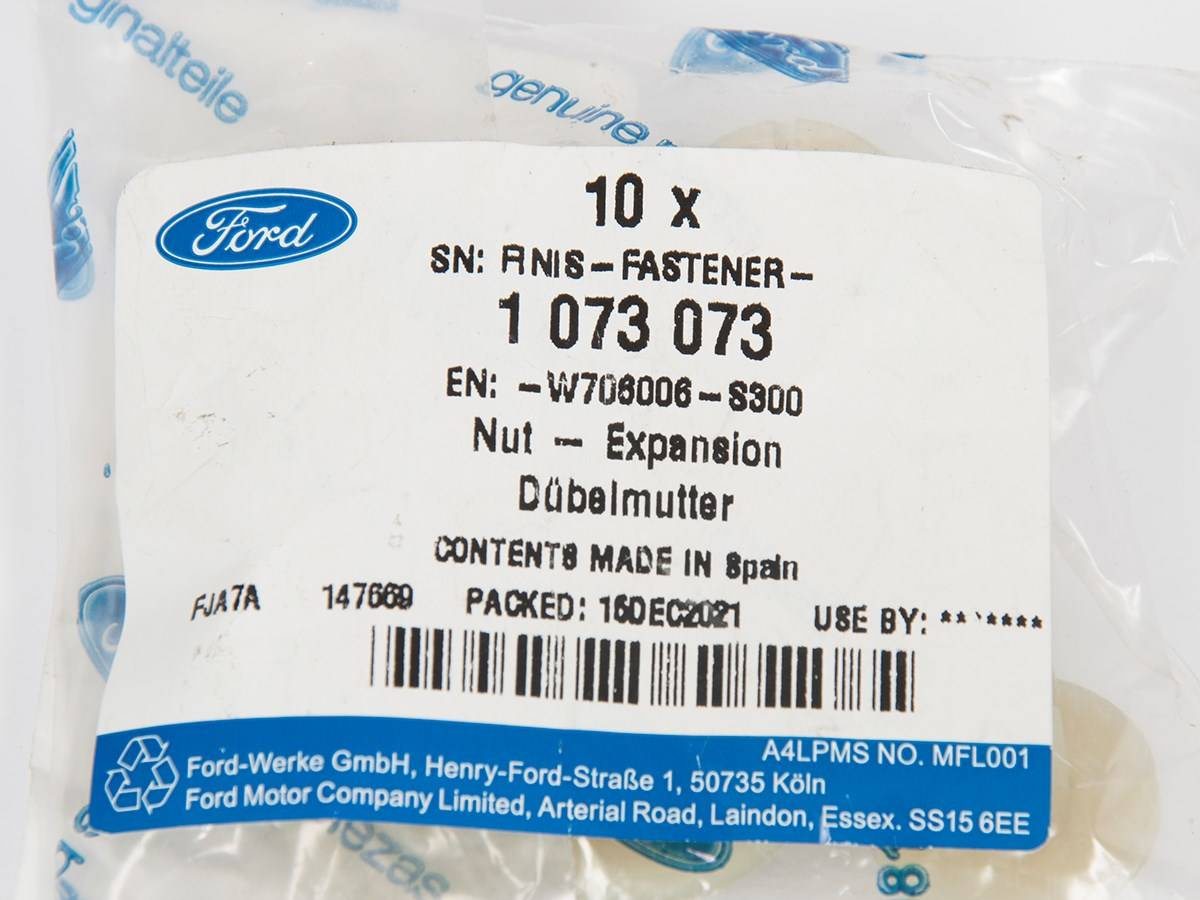 ginalteile
genuine
Ford
10 x
SN: FINIS-FASTENER-
1 073 073
EN: -W706006-S300
Nut - Expansion
Dübelmutter
CONTENTS MADE IN Spain
FJA7A 147669 PACKED: 16DEC2021 USE BY: *********
A4LPMS NO. MFL001
Ford-Werke GmbH, Henry-Ford-Straße 1, 50735 Köln
Ford Motor Company Limited, Arterial Road, Laindon, Essex. SS15 6EE
ezas